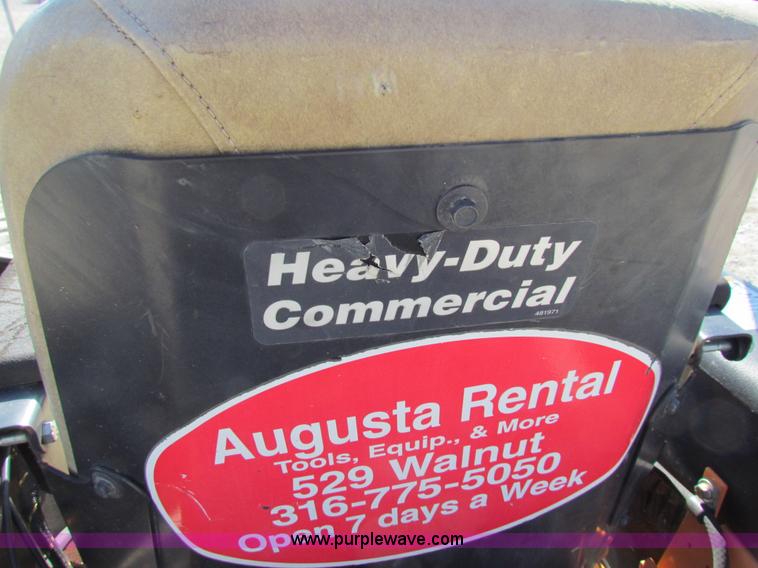 Heavy-Duty
Commercial
481971
Augusta Rental
Tools, Equip., & More
529 Walnut
316-775-5050
Open 7 days a Week
www.purplewave.com